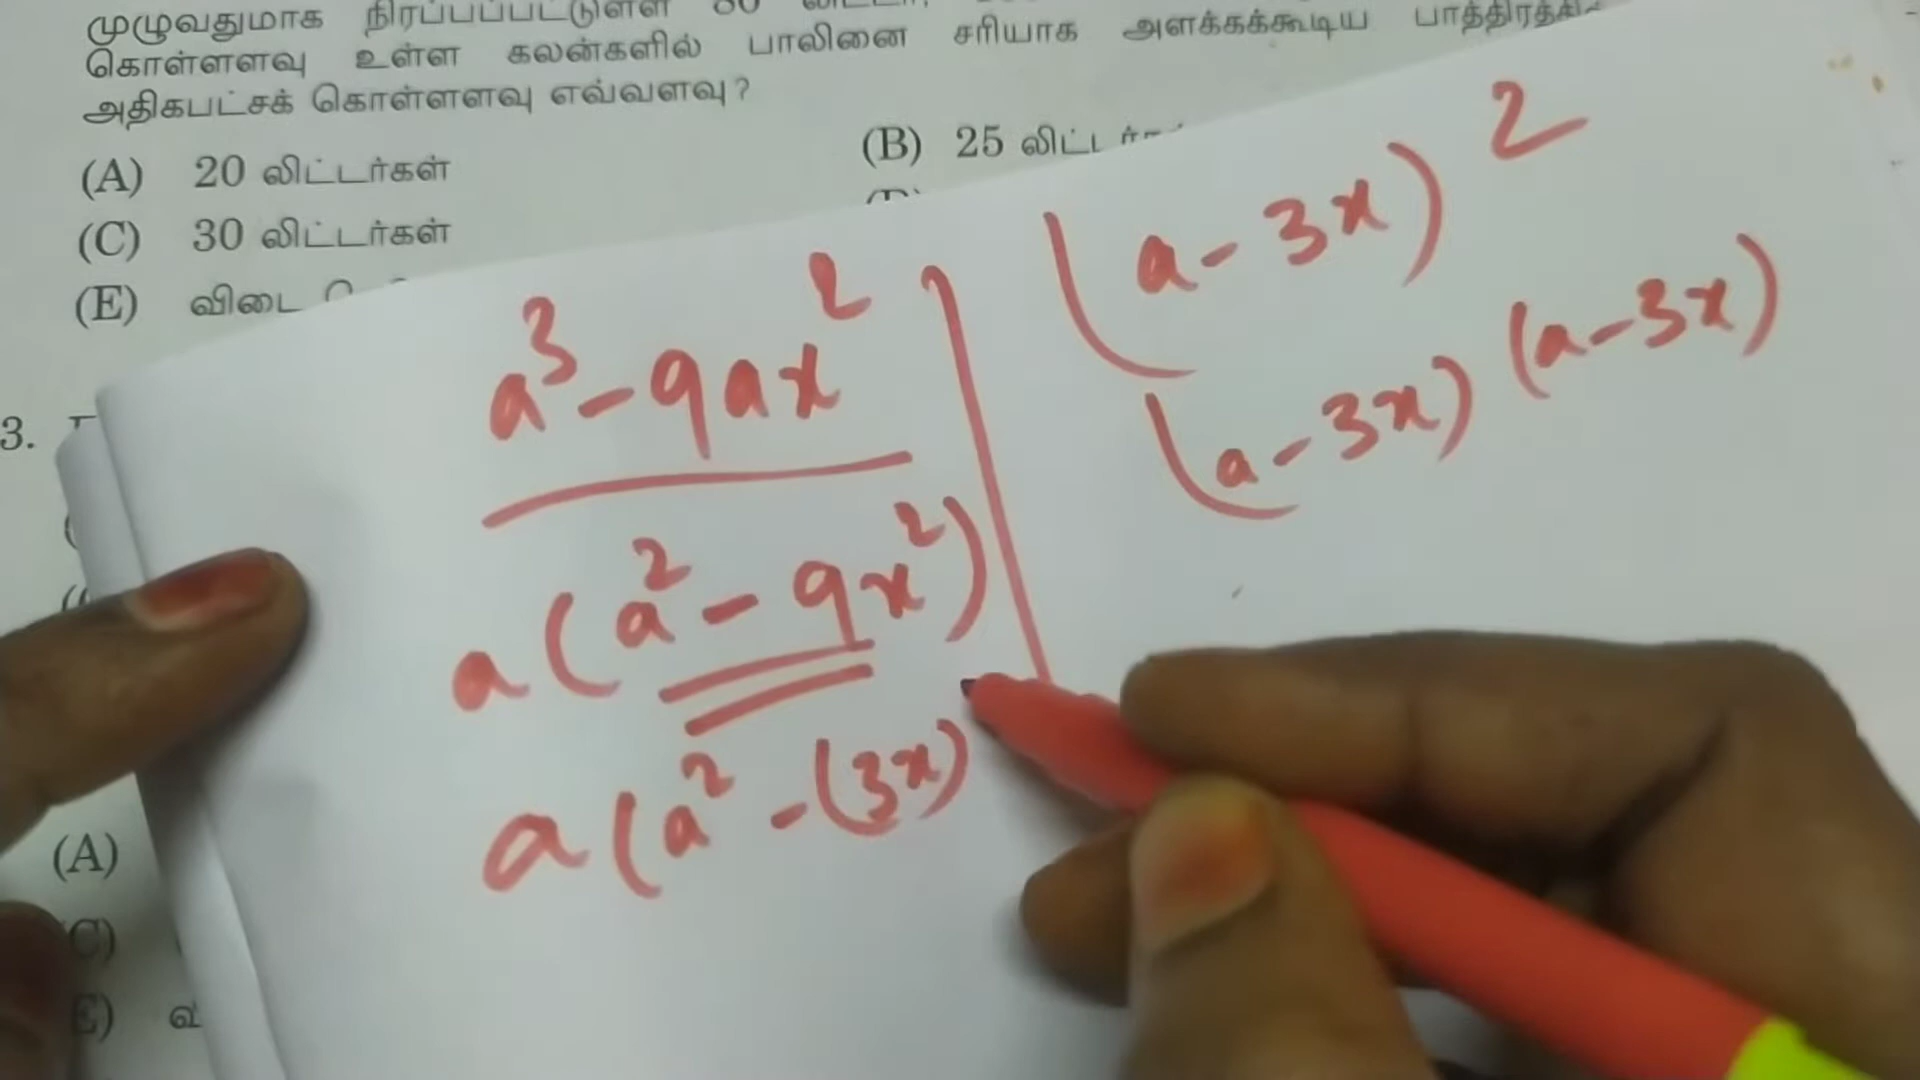 முழுவதுமாக நிரப்பப்பட்டுள்ள
கொள்ளளவு உள்ள கலன்களில் பாலினை சரியாக அளக்கக்கூடிய
அதிகபட்சக் கொள்ளளவு எவ்வளவு?
(A) 20 லிட்டர்கள்
(B) 25
(C) 30 லிட்டர்கள்
(E) விடை
a³ - 9ax²
a(a² - 9x²)
a(a² - (3x)
(a - 3x)²
(a - 3x)(a - 3x)
3.
(A)
(C)
(E)